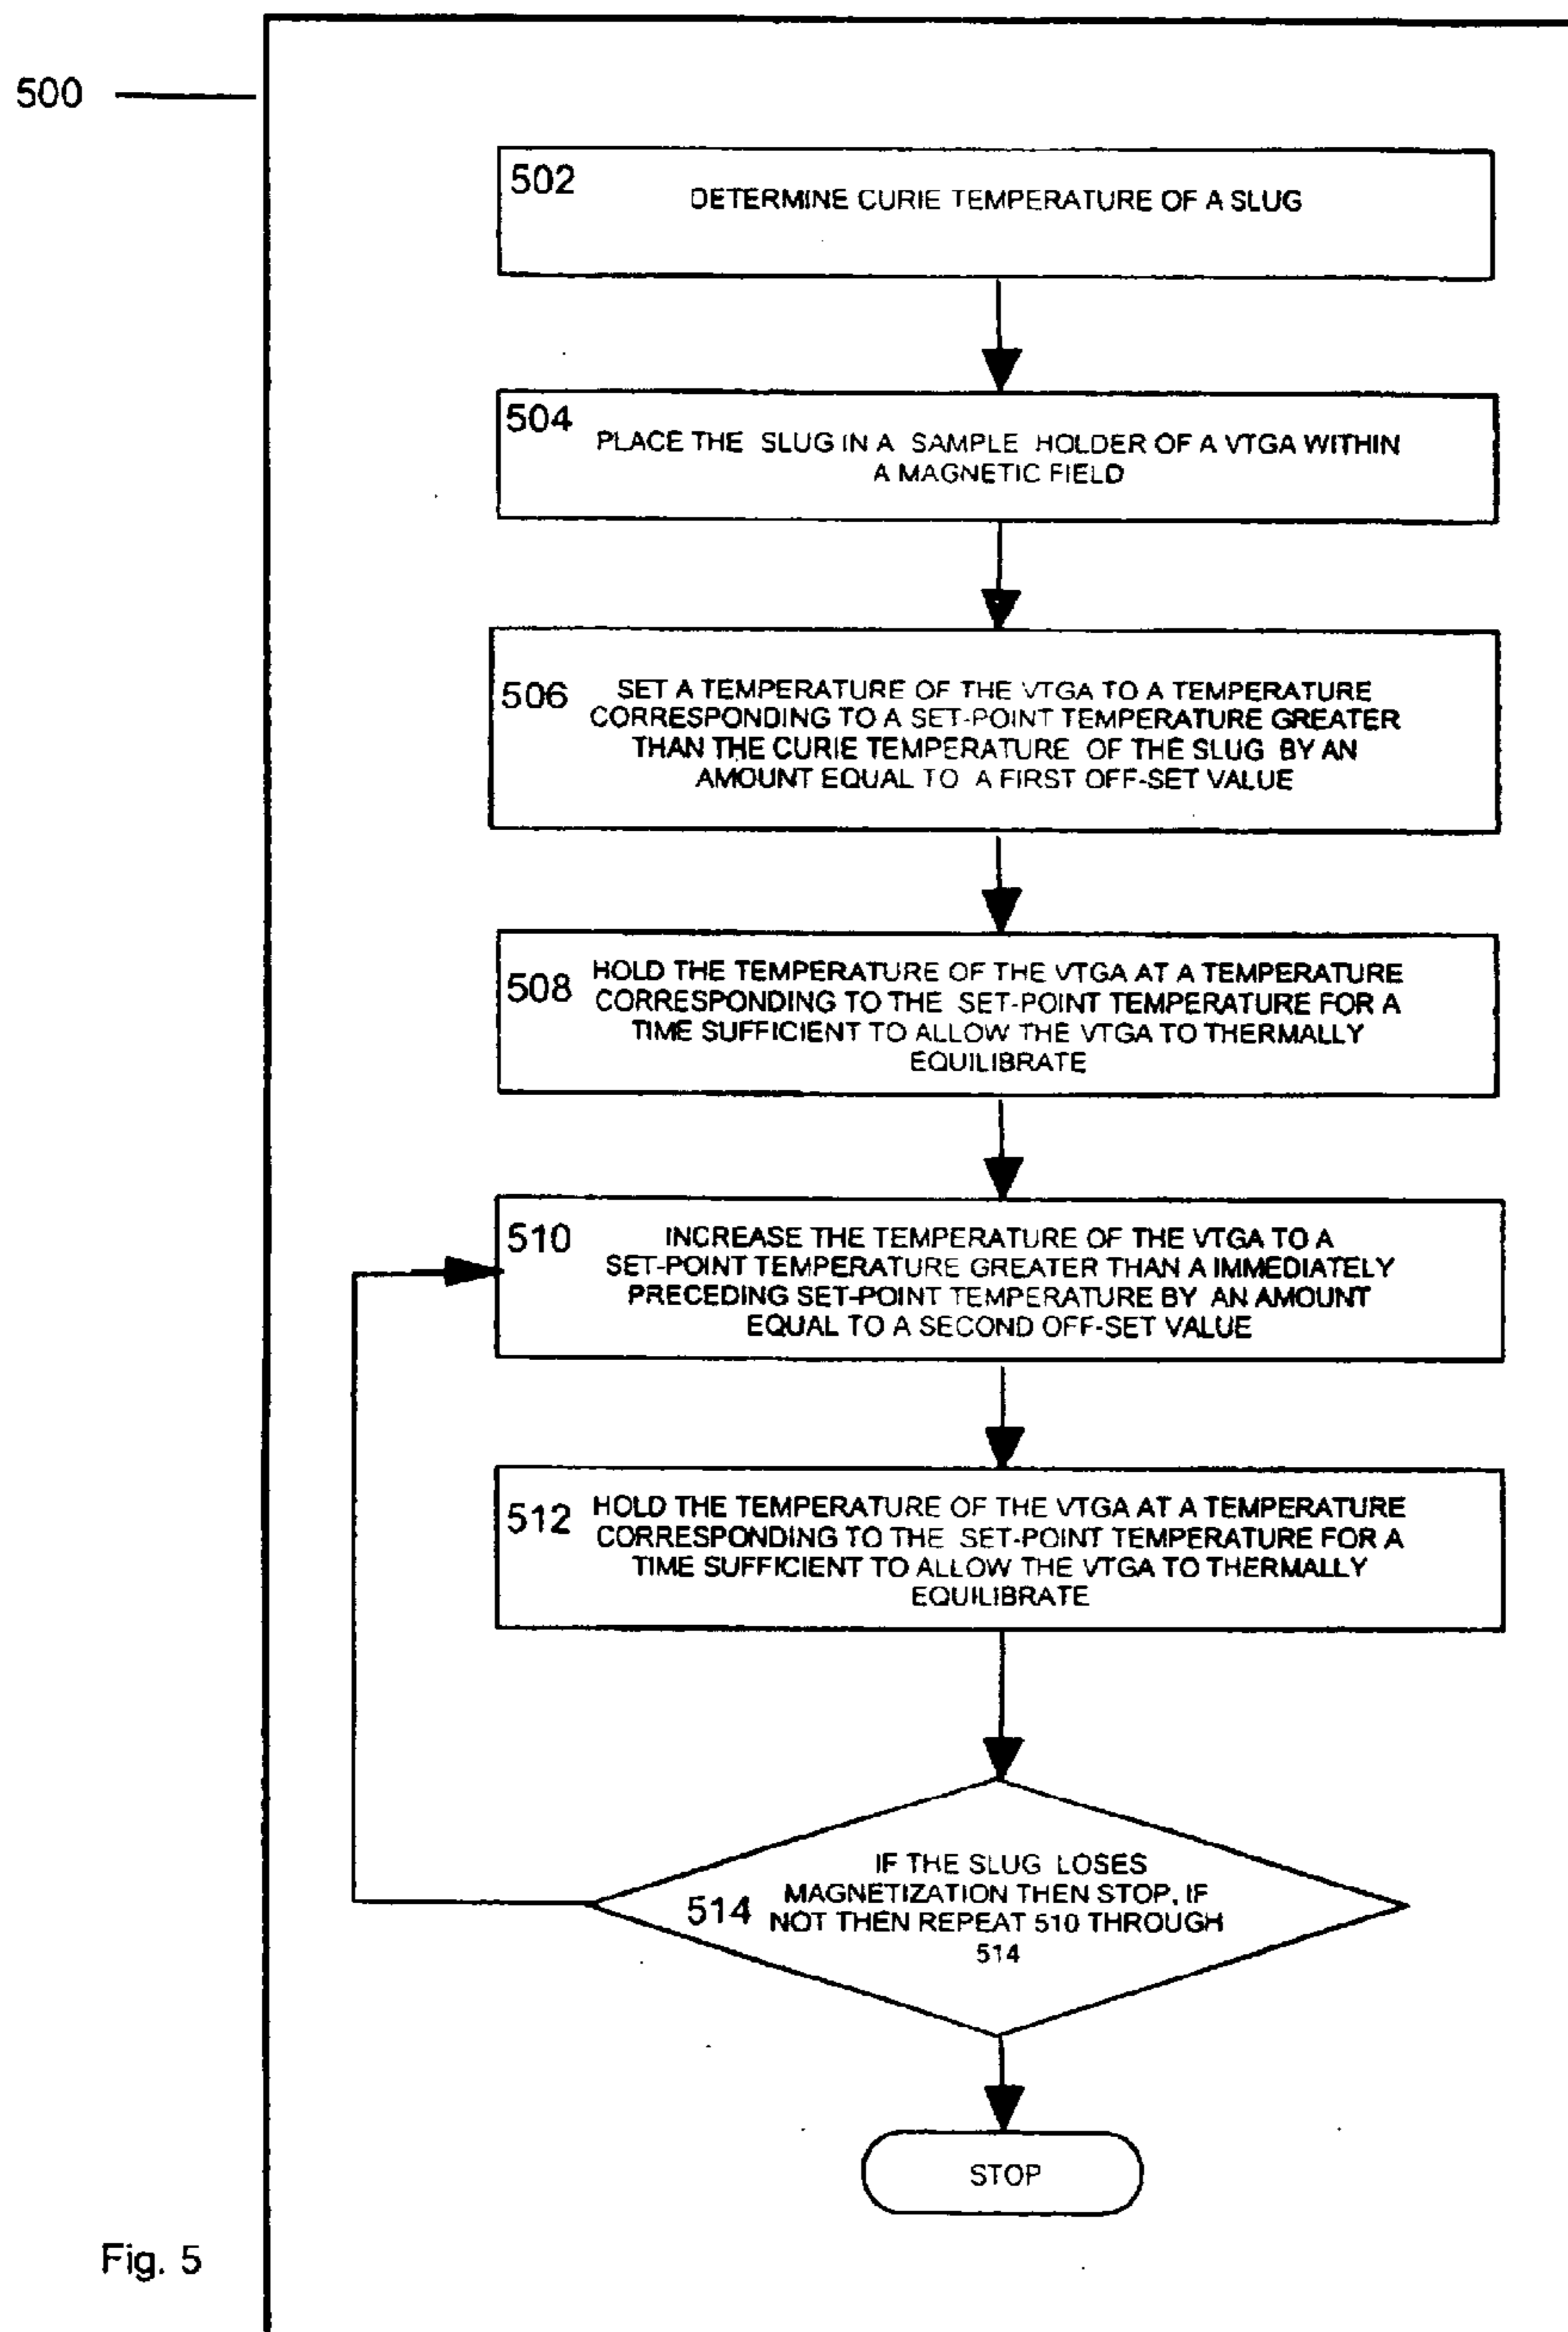 500
502
DETERMINE CURIE TEMPERATURE OF A SLUG
504
PLACE THE SLUG IN A SAMPLE HOLDER OF A VTGA WITHIN
A MAGNETIC FIELD
506
SET A TEMPERATURE OF THE VTGA TO A TEMPERATURE
CORRESPONDING TO A SET-POINT TEMPERATURE GREATER
THAN THE CURIE TEMPERATURE OF THE SLUG BY AN
AMOUNT EQUAL TO A FIRST OFF-SET VALUE
508
HOLD THE TEMPERATURE OF THE VTGA AT A TEMPERATURE
CORRESPONDING TO THE SET-POINT TEMPERATURE FOR A
TIME SUFFICIENT TO ALLOW THE VTGA TO THERMALLY
EQUILIBRATE
510
INCREASE THE TEMPERATURE OF THE VTGA TO A
SET-POINT TEMPERATURE GREATER THAN A IMMEDIATELY
PRECEDING SET-POINT TEMPERATURE BY AN AMOUNT
EQUAL TO A SECOND OFF-SET VALUE
512
HOLD THE TEMPERATURE OF THE VTGA AT A TEMPERATURE
CORRESPONDING TO THE SET-POINT TEMPERATURE FOR A
TIME SUFFICIENT TO ALLOW THE VTGA TO THERMALLY
EQUILIBRATE
514
IF THE SLUG LOSES
MAGNETIZATION THEN STOP, IF
NOT THEN REPEAT 510 THROUGH
514
STOP
Fig. 5